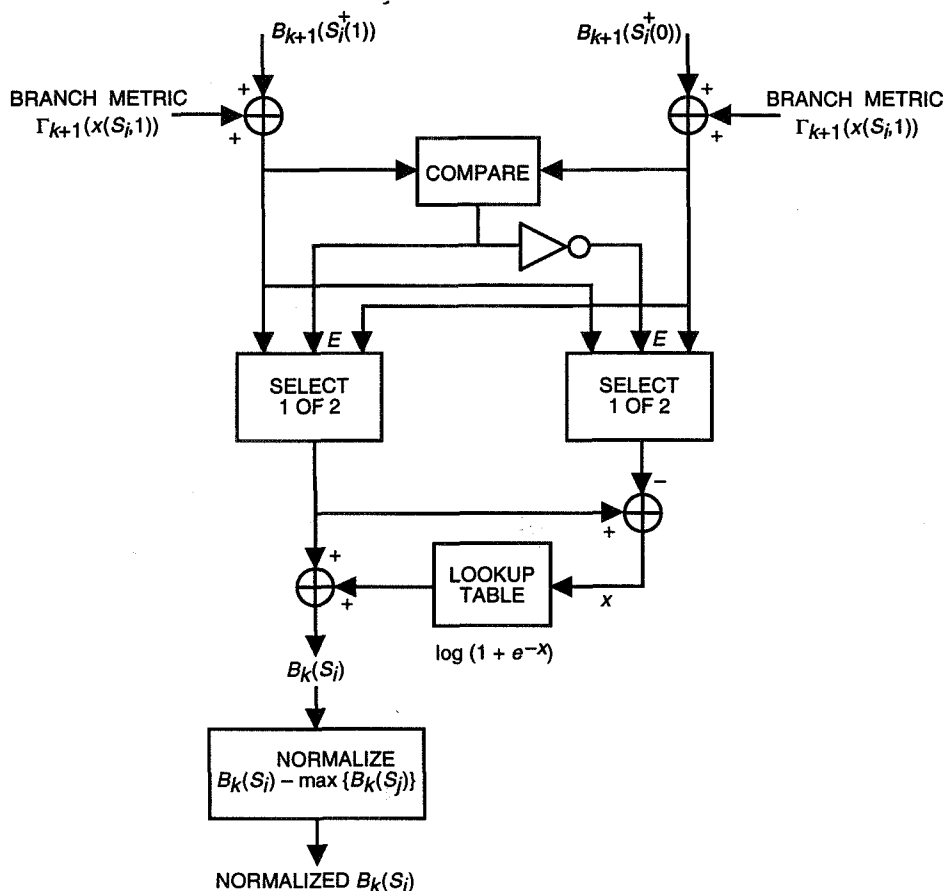 B_{k+1}(S_i^+(1))
B_{k+1}(S_i^+(0))
+
+
BRANCH METRIC
Γ_{k+1}(x(S_i,1))
+
+
BRANCH METRIC
Γ_{k+1}(x(S_i,1))
COMPARE
E
E
SELECT
1 OF 2
SELECT
1 OF 2
−
+
+
+
LOOKUP
TABLE
x
log (1 + e^{−x})
B_k(S_i)
NORMALIZE
B_k(S_i) − max {B_k(S_j)}
NORMALIZED B_k(S_i)